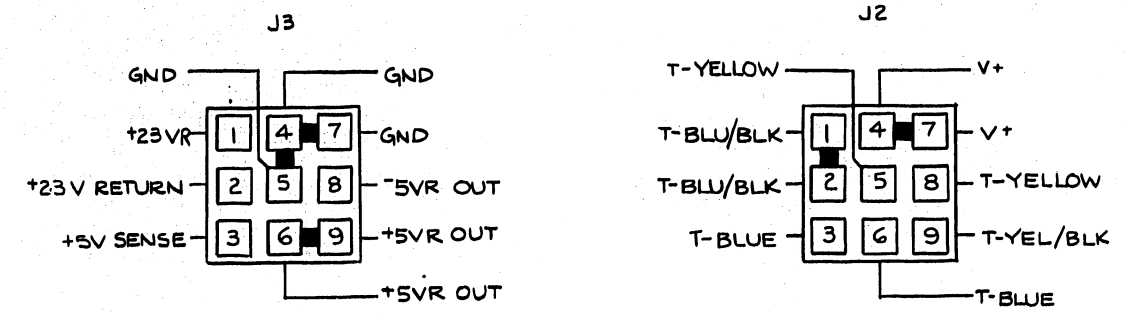 J3
GND
GND
+23VR
1
4
7
GND
+23V RETURN
2
5
8
-5VR OUT
+5V SENSE
3
6
9
+5VR OUT
+5VR OUT
J2
T-YELLOW
V+
T-BLU/BLK
1
4
7
V+
T-BLU/BLK
2
5
8
T-YELLOW
T-BLUE
3
6
9
T-YEL/BLK
T-BLUE